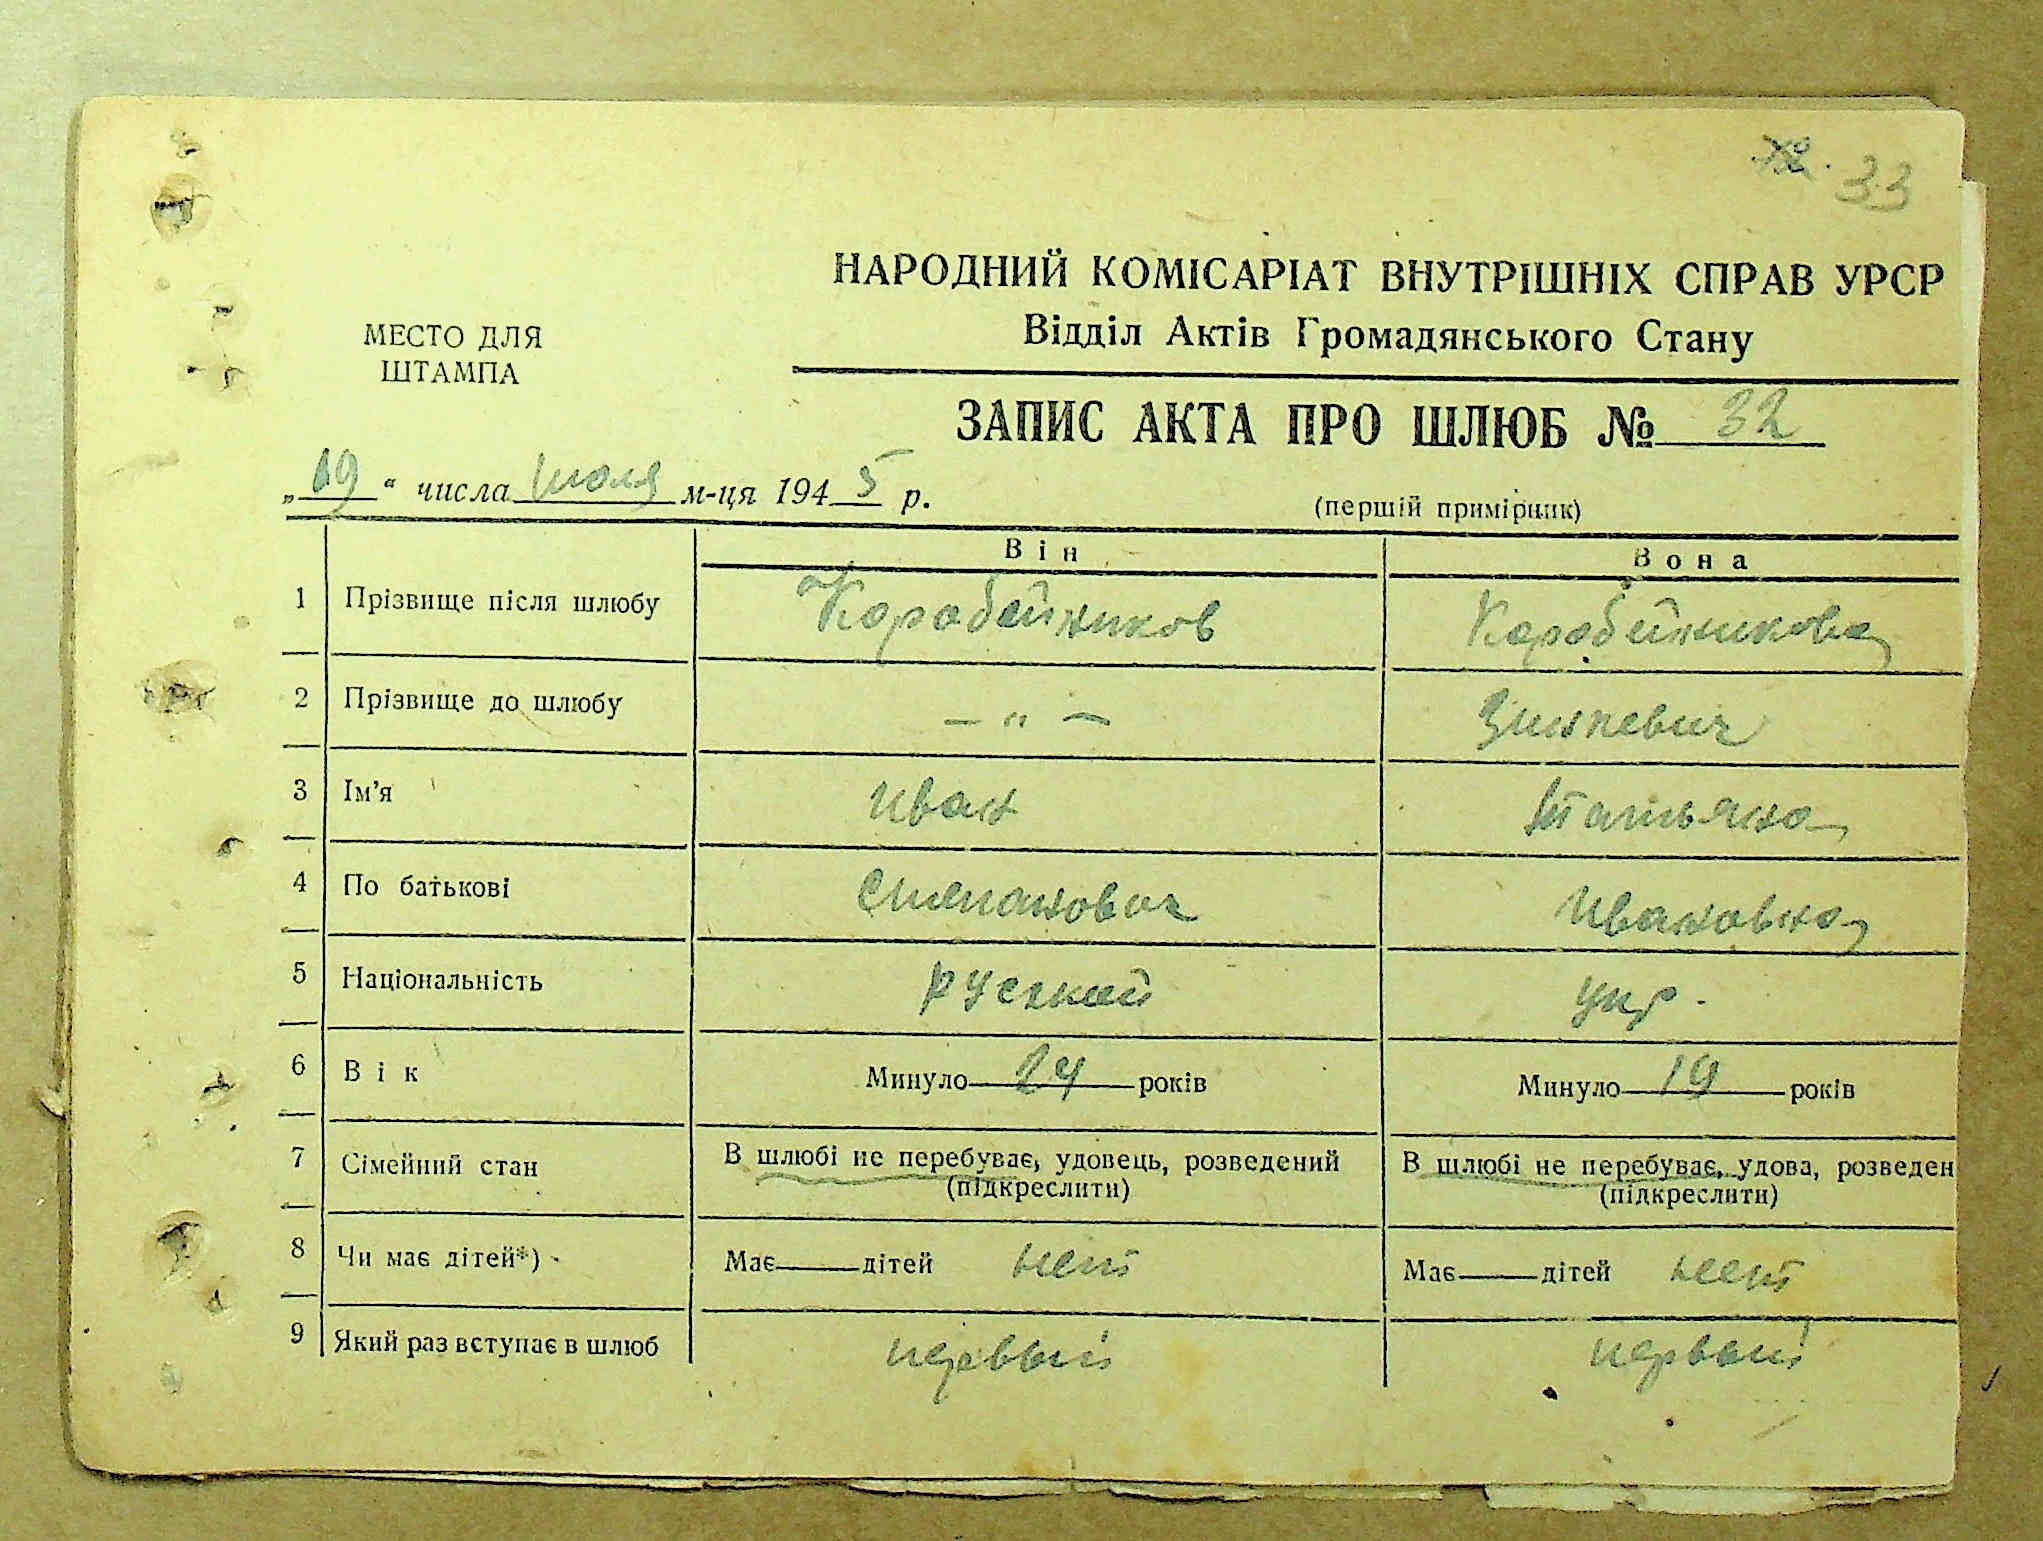 33
НАРОДНИЙ КОМІСАРІАТ ВНУТРІШНІХ СПРАВ УРСР
Відділ Актів Громадянського Стану
МЕСТО ДЛЯ
ШТАМПА
ЗАПИС АКТА ПРО ШЛЮБ № 32
„19“ числа июля м-ця 1945 р.
(першій примірник)
Він Вона
1 Прізвище після шлюбу Коробейников Коробейникова
2 Прізвище до шлюбу — " — Зинкевич
3 Ім'я Иван Татьяна
4 По батькові Степанович Ивановна
5 Національність русский укр.
6 Вік Минуло 24 років Минуло 19 років
7 Сімейний стан В шлюбі не перебуває, удовець, розведений В шлюбі не перебуває, удова, розведен
(підкреслити) (підкреслити)
8 Чи має дітей*) Має — дітей нет Має — дітей нет
9 Який раз вступає в шлюб первый первый